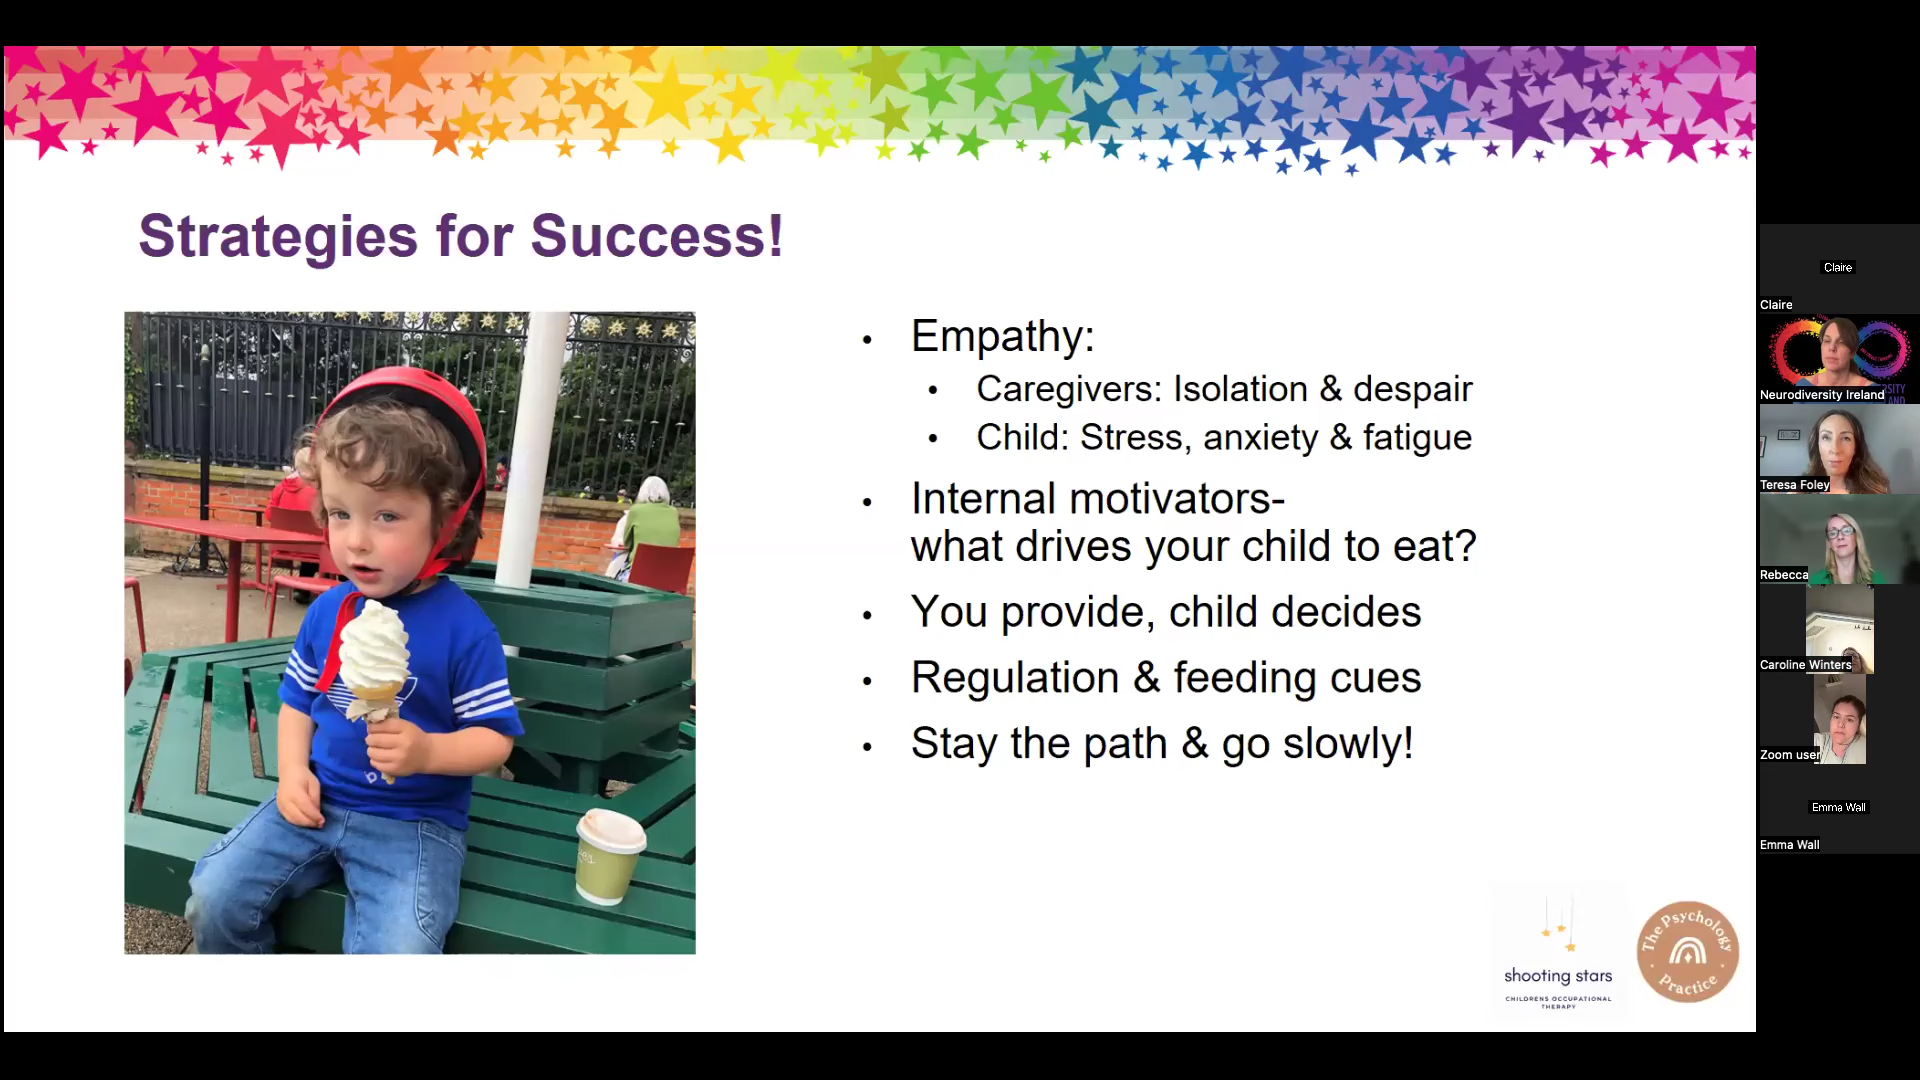 Strategies for Success!
• Empathy:
• Caregivers: Isolation & despair
• Child: Stress, anxiety & fatigue
• Internal motivators-
what drives your child to eat?
• You provide, child decides
• Regulation & feeding cues
• Stay the path & go slowly!
shooting stars
CHILDRENS OCCUPATIONAL
THERAPY
The Psychology
Practice
Claire
Claire
Neurodiversity Ireland
Teresa Foley
Rebecca
Caroline Winters
Zoom user
Emma Wall
Emma Wall